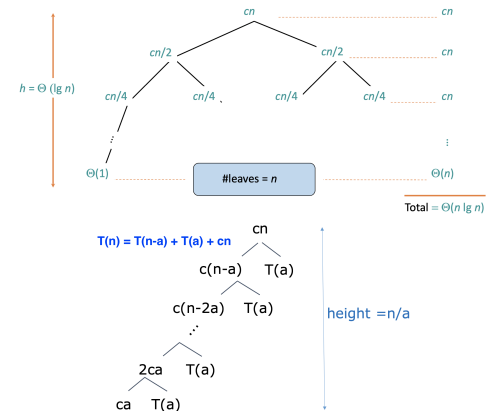 cn cn
cn/2 cn/2 cn
h = Θ (lg n)
cn/4 cn/4 cn/4 cn/4 cn
⋮ ⋮
Θ(1) #leaves = n Θ(n)
Total = Θ(n lg n)
cn
T(n) = T(n-a) + T(a) + cn
c(n-a) T(a)
c(n-2a) T(a)
height =n/a
⋰
2ca T(a)
ca T(a)